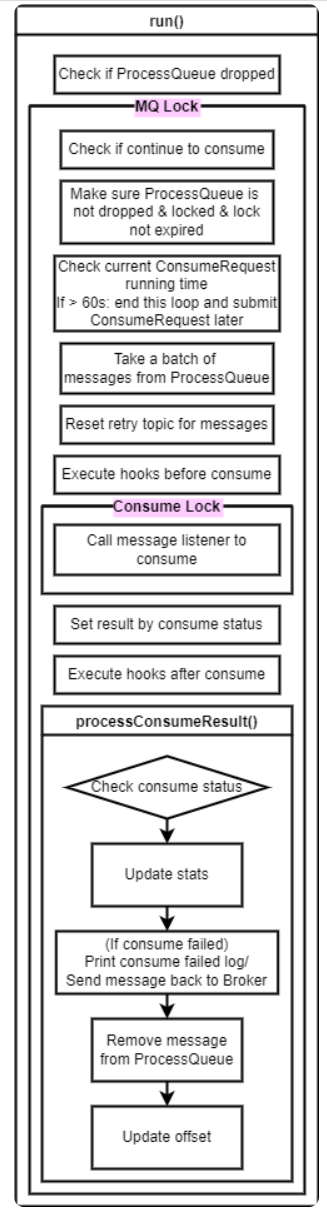 run()
Check if ProcessQueue dropped
MQ Lock
Check if continue to consume
Make sure ProcessQueue is
not dropped & locked & lock
not expired
Check current ConsumeRequest
running time
If > 60s: end this loop and submit
ConsumeRequest later
Take a batch of
messages from ProcessQueue
Reset retry topic for messages
Execute hooks before consume
Consume Lock
Call message listener to
consume
Set result by consume status
Execute hooks after consume
processConsumeResult()
Check consume status
Update stats
(If consume failed)
Print consume failed log/
Send message back to Broker
Remove message
from ProcessQueue
Update offset